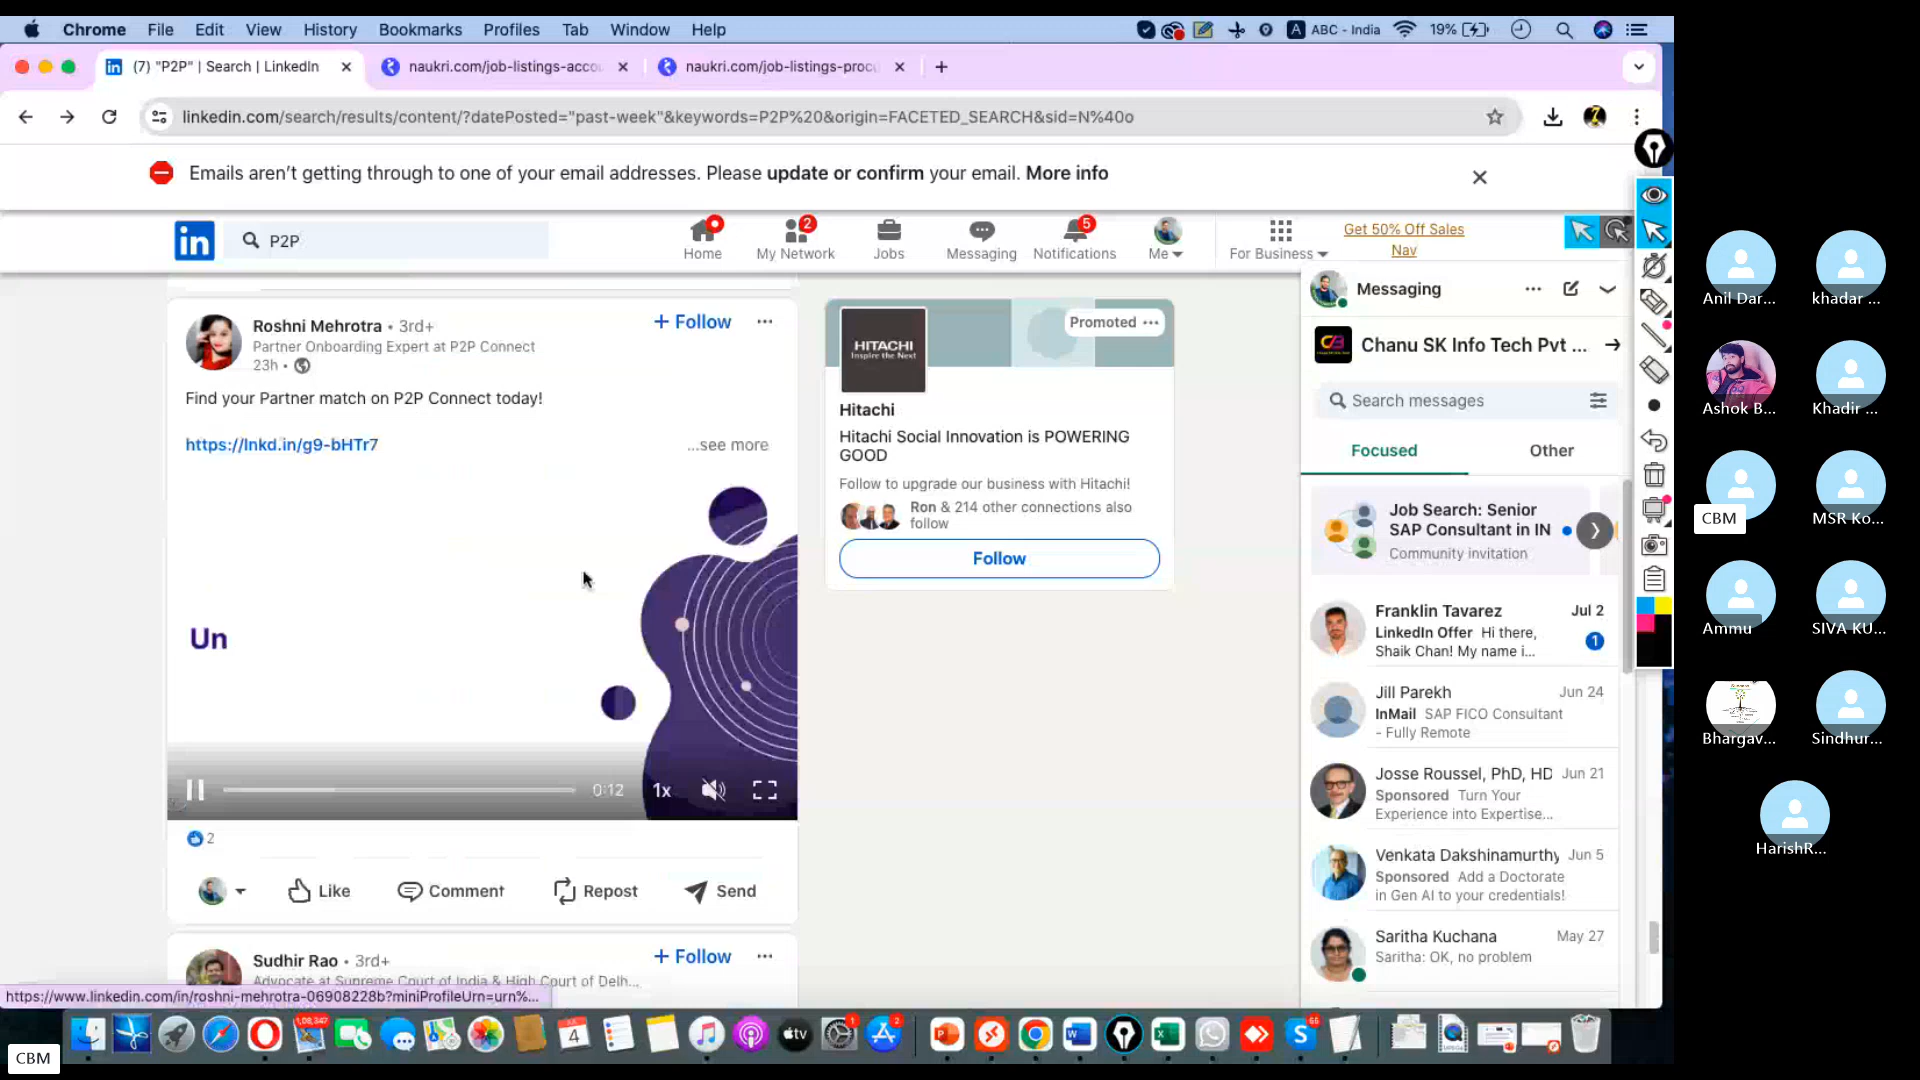 Chrome File Edit View History Bookmarks Profiles Tab Window Help
A ABC - India 19%
(7) "P2P" | Search | LinkedIn
naukri.com/job-listings-acco
naukri.com/job-listings-procu
linkedin.com/search/results/content/?datePosted="past-week"&keywords=P2P%20&origin=FACETED_SEARCH&sid=N%40o
Emails aren't getting through to one of your email addresses. Please update or confirm your email. More info
in
P2P
Home
2
My Network
Jobs
Messaging
5
Notifications
Me
For Business
Get 50% Off Sales
Nav
Roshni Mehrotra • 3rd+
+ Follow
Partner Onboarding Expert at P2P Connect
23h •
Find your Partner match on P2P Connect today!
https://lnkd.in/g9-bHTr7
...see more
Un
0:12
1x
2
Like
Comment
Repost
Send
Sudhir Rao • 3rd+
+ Follow
Advocate at Supreme Court of India & High Court of Delh...
https://www.linkedin.com/in/roshni-mehrotra-06908228b?miniProfileUrn=urn%...
HITACHI
Inspire the Next
Promoted
Hitachi
Hitachi Social Innovation is POWERING
GOOD
Follow to upgrade our business with Hitachi!
Ron & 214 other connections also
follow
Follow
Messaging
Chanu SK Info Tech Pvt ...
Search messages
Focused
Other
Job Search: Senior
SAP Consultant in IN
Community invitation
Franklin Tavarez
Jul 2
LinkedIn Offer Hi there,
Shaik Chan! My name i...
1
Jill Parekh
Jun 24
InMail SAP FICO Consultant
- Fully Remote
Josse Roussel, PhD, HD
Jun 21
Sponsored Turn Your
Experience into Expertise...
Venkata Dakshinamurthy
Jun 5
Sponsored Add a Doctorate
in Gen AI to your credentials!
Saritha Kuchana
May 27
Saritha: OK, no problem
Anil Dar...
khadar ...
Ashok B...
Khadir ...
CBM
MSR Ko...
Ammu
SIVA KU...
Bhargav...
Sindhur...
HarishR...
1,08,347
4
tv
1
2
P
W
X
S
66
CBM